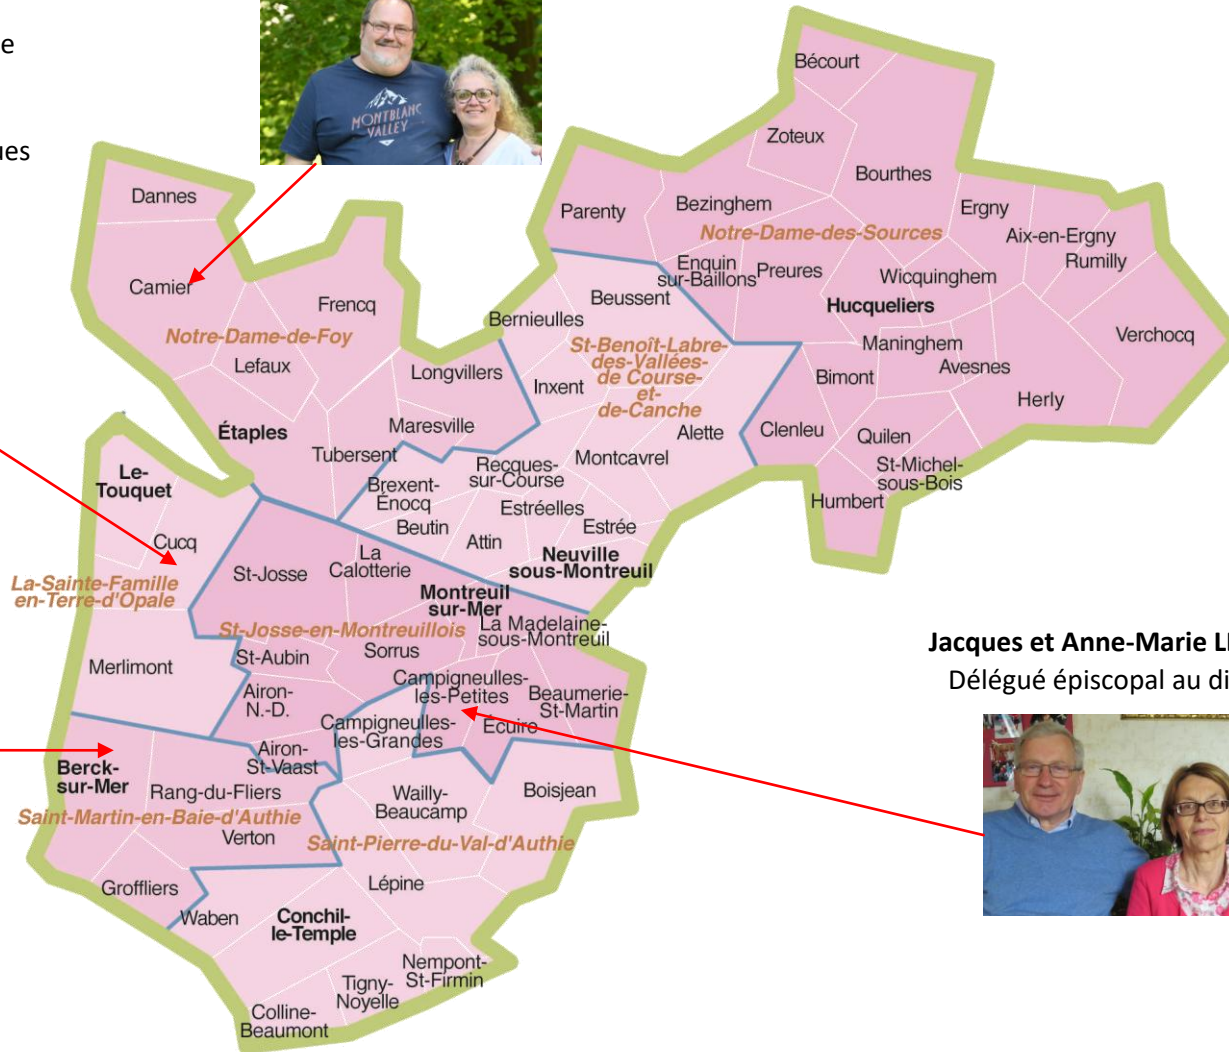 e
ues
MONTBLANC
VALLEY
Bécourt
Zoteux
Bourthes
Dannes
Parenty
Bezinghem
Ergny
Notre-Dame-des-Sources
Aix-en-Ergny
Rumilly
Enquin
sur-Baillons
Preures
Wicquinghem
Camier
Frencq
Beussent
Hucqueliers
Bernieulles
Notre-Dame-de-Foy
St-Benoît-Labre-
des-Vallées-
de Course-
et-
de-Canche
Maninghem
Verchocq
Lefaux
Longvillers
Inxent
Bimont
Avesnes
Herly
Étaples
Maresville
Alette
Clenleu
Quilen
Tubersent
Montcavrel
St-Michel-
sous-Bois
Le-
Touquet
Recques-
sur-Course
Brexent-
Énocq
Humbert
Estréelles
Beutin
Estrée
Cucq
Attin
La
Calotterie
Neuville
sous-Montreuil
St-Josse
La-Sainte-Famille
en-Terre-d'Opale
Montreuil
sur-Mer
La Madelaine-
sous-Montreuil
St-Josse-en-Montreuillois
Jacques et Anne-Marie
Sorrus
St-Aubin
Merlimont
Délégué épiscopal au di
Campigneulles-
les-Petites
Beaumerie-
St-Martin
Airon-
N.-D.
Campigneulles-
les-Grandes
Écuire
Airon-
St-Vaast
Berck-
sur-Mer
Rang-du-Fliers
Wailly-
Beaucamp
Boisjean
Saint-Martin-en-Baie-d'Authie
Verton
Saint-Pierre-du-Val-d'Authie
Groffliers
Lépine
Waben
Conchil-
le-Temple
Nempont-
St-Firmin
Tigny-
Noyelle
Colline-
Beaumont